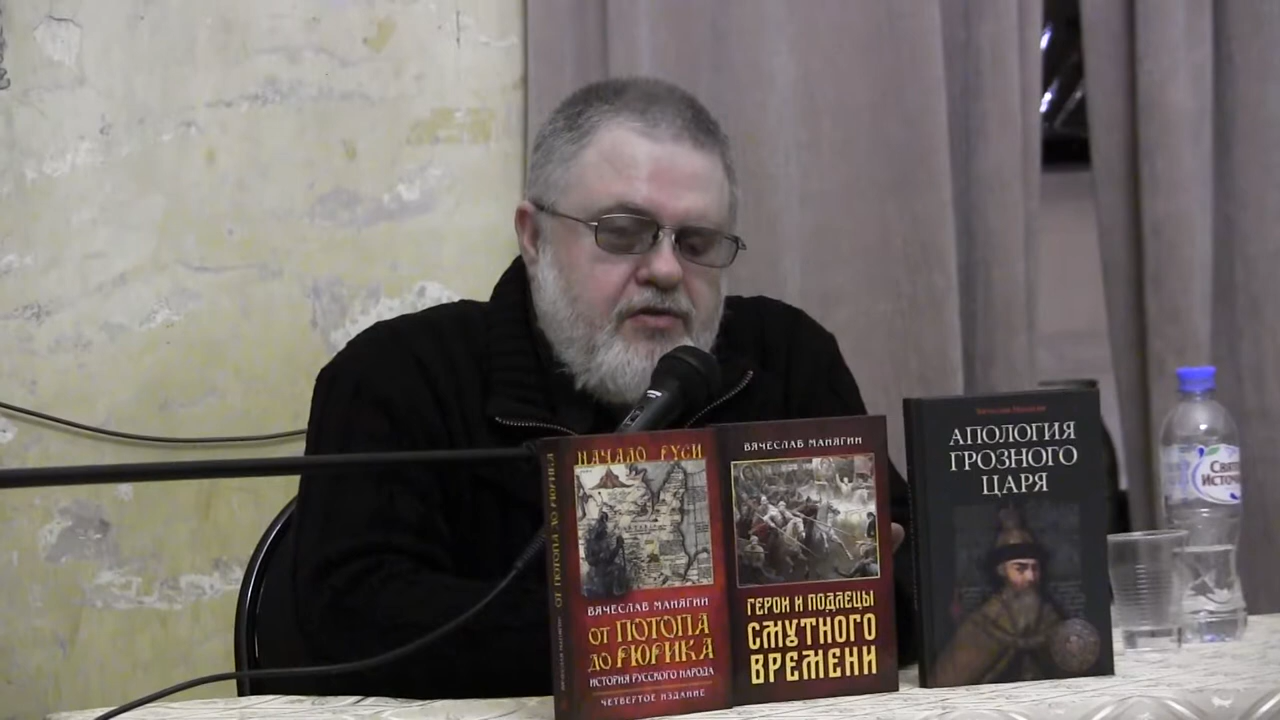 НАЧАЛО РУСИ
ВЯЧЕСЛАВ МАНЯГИН
ОТ ПОТОПА
ДО РЮРИКА
ИСТОРИЯ РУССКОГО НАРОДА
ЧЕТВЕРТОЕ ИЗДАНИЕ
ОТ ПОТОПА ДО РЮРИКА
ВЯЧЕСЛАВ МАНЯГИН
ГЕРОИ И ПОДЛЕЦЫ
СМУТНОГО
ВРЕМЕНИ
ВЯЧЕСЛАВ МАНЯГИН
АПОЛОГИЯ
ГРОЗНОГО
ЦАРЯ